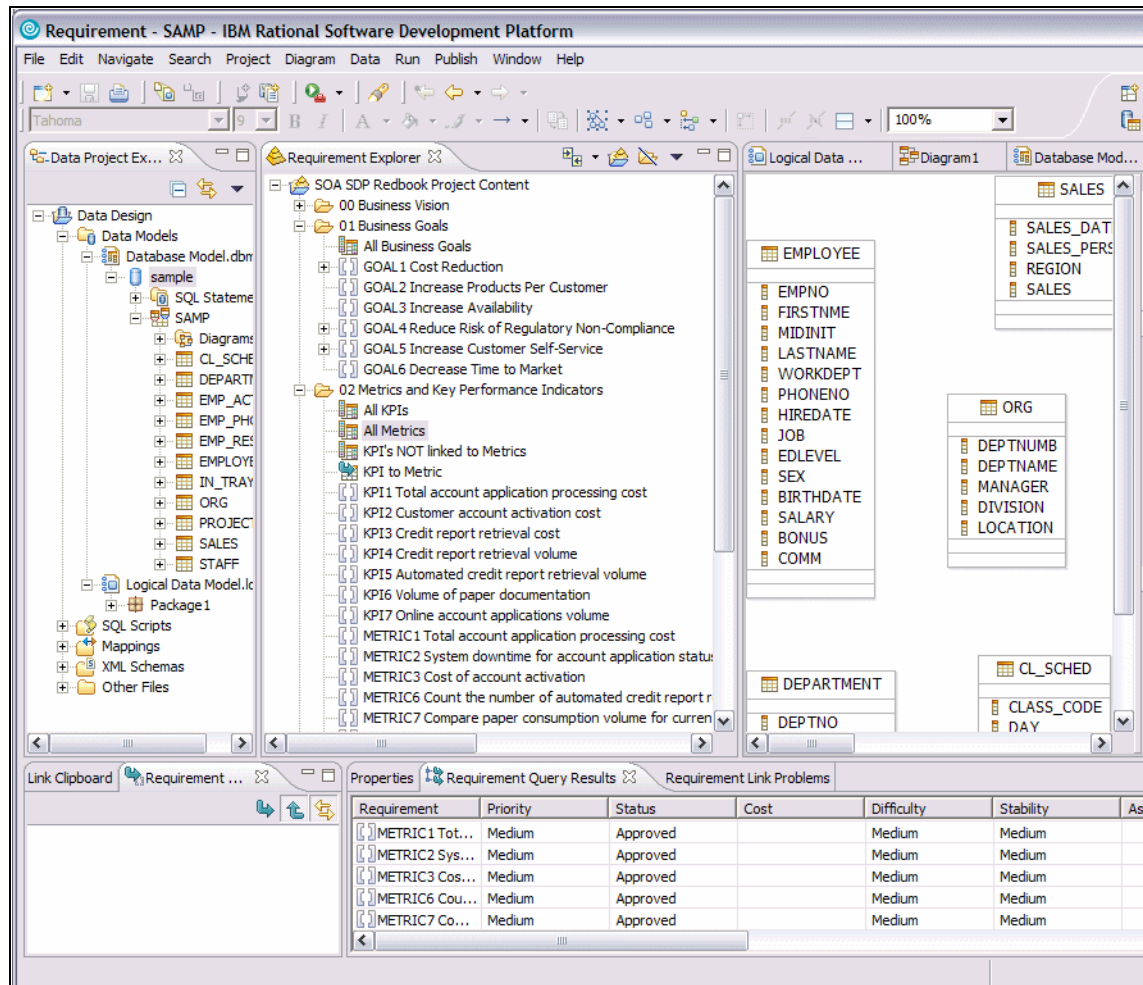 Requirement - SAMP - IBM Rational Software Development Platform
File Edit Navigate Search Project Diagram Data Run Publish Window Help
Tahoma 9 B I A 100%
Data Project Ex...
Data Design
Data Models
Database Model.dbm
sample
SQL Stateme
SAMP
Diagrams
CL_SCHE
DEPARTM
EMP_ACT
EMP_PHO
EMP_RES
EMPLOYE
IN_TRAY
ORG
PROJECT
SALES
STAFF
Logical Data Model.ld
Package1
SQL Scripts
Mappings
XML Schemas
Other Files
Requirement Explorer
SOA SDP Redbook Project Content
00 Business Vision
01 Business Goals
All Business Goals
GOAL1 Cost Reduction
GOAL2 Increase Products Per Customer
GOAL3 Increase Availability
GOAL4 Reduce Risk of Regulatory Non-Compliance
GOAL5 Increase Customer Self-Service
GOAL6 Decrease Time to Market
02 Metrics and Key Performance Indicators
All KPIs
All Metrics
KPI's NOT linked to Metrics
KPI to Metric
KPI1 Total account application processing cost
KPI2 Customer account activation cost
KPI3 Credit report retrieval cost
KPI4 Credit report retrieval volume
KPI5 Automated credit report retrieval volume
KPI6 Volume of paper documentation
KPI7 Online account applications volume
METRIC1 Total account application processing cost
METRIC2 System downtime for account application status
METRIC3 Cost of account activation
METRIC6 Count the number of automated credit report r
METRIC7 Compare paper consumption volume for curren
Logical Data ... Diagram1 Database Mod...
SALES
SALES_DAT
SALES_PERS
REGION
SALES
EMPLOYEE
EMPNO
FIRSTNME
MIDINIT
LASTNAME
WORKDEPT
PHONENO
HIREDATE
JOB
EDLEVEL
SEX
BIRTHDATE
SALARY
BONUS
COMM
ORG
DEPTNUMB
DEPTNAME
MANAGER
DIVISION
LOCATION
DEPARTMENT
DEPTNO
CL_SCHED
CLASS_CODE
DAY
Link Clipboard Requirement ...
Properties Requirement Query Results Requirement Link Problems
Requirement Priority Status Cost Difficulty Stability As
METRIC1 Tot... Medium Approved Medium Medium
METRIC2 Sys... Medium Approved Medium Medium
METRIC3 Cos... Medium Approved Medium Medium
METRIC6 Cou... Medium Approved Medium Medium
METRIC7 Co... Medium Approved Medium Medium